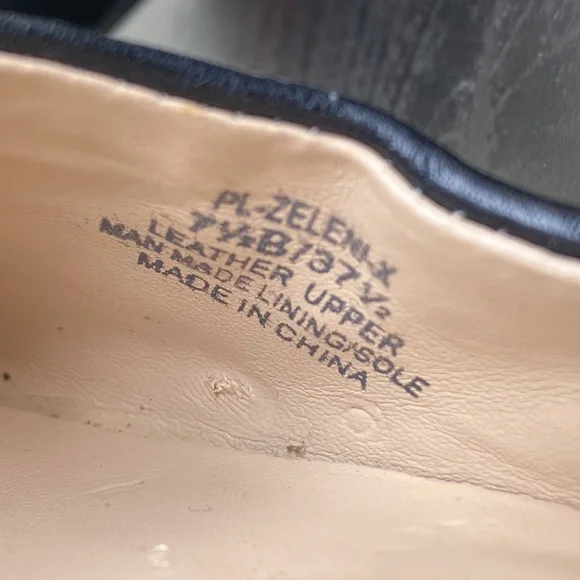 PL-ZELENI-X
7½B/37½
LEATHER UPPER
MAN MADE LINING/SOLE
MADE IN CHINA